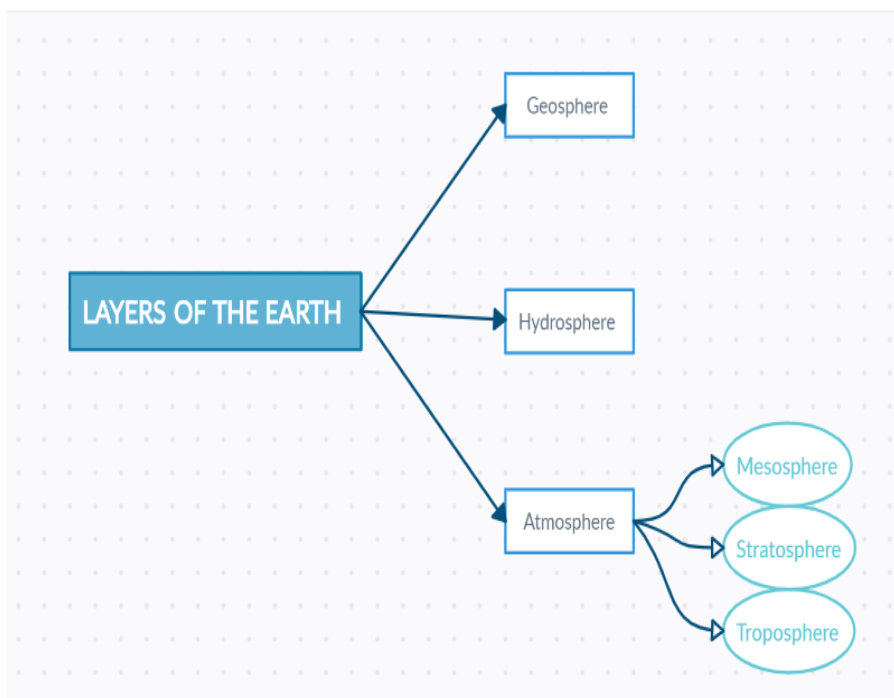 Geosphere
LAYERS OF THE EARTH
Hydrosphere
Atmosphere
Mesosphere
Stratosphere
Troposphere